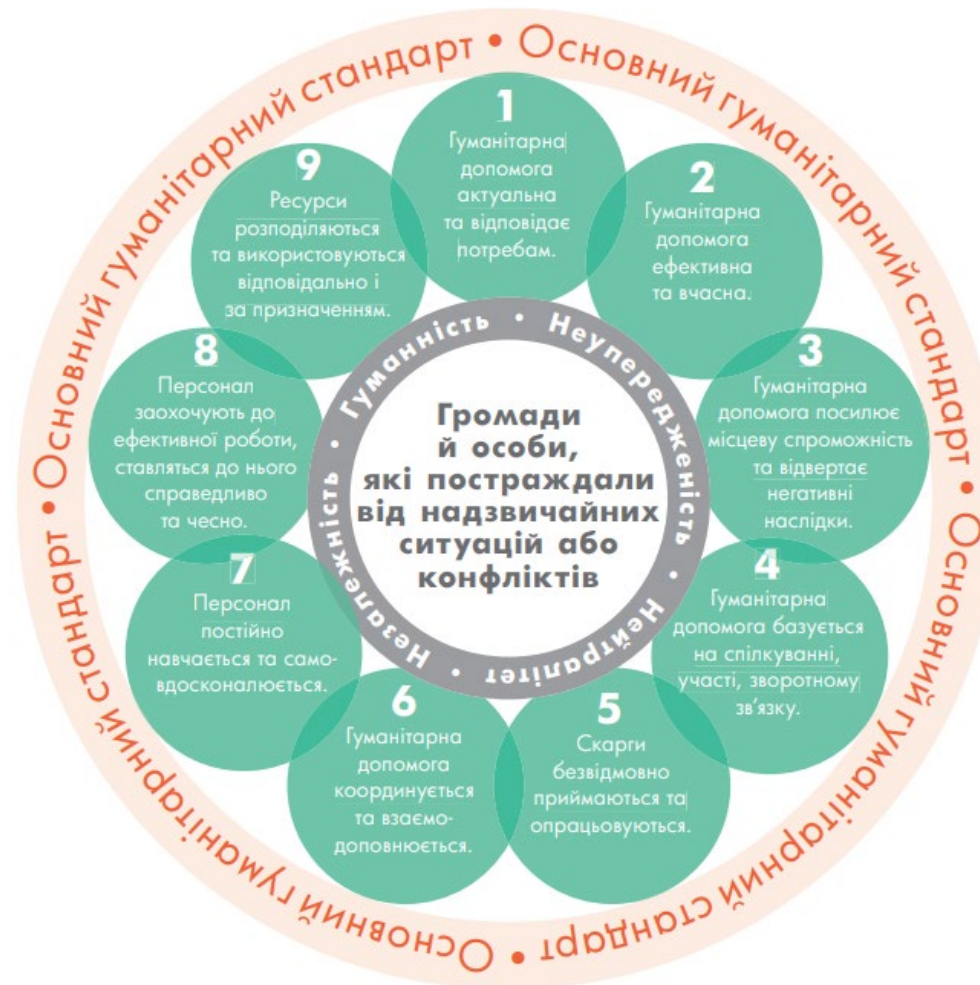 Основний гуманітарний стандарт • Основний гуманітарний стандарт • Основний гуманітарний стандарт • Основний гуманітарний стандарт • Основний гуманітарний стандарт •
1
Гуманітарна
допомога
актуальна
та відповідає
потребам.
2
Гуманітарна
допомога
ефективна
та вчасна.
3
Гуманітарна
допомога посилює
місцеву спроможність
та відвертає
негативні
наслідки.
4
Гуманітарна
допомога базується
на спілкуванні,
участі, зворотному
зв’язку.
5
Скарги
безвідмовно
приймаються та
опрацьовуються.
6
Гуманітарна
допомога
координується
та взаємо-
доповнюється.
7
Персонал
постійно
навчається та само-
вдосконалюється.
8
Персонал
заохочують до
ефективної роботи,
ставляться до нього
справедливо
та чесно.
9
Ресурси
розподіляються
та використовуються
відповідально і
за призначенням.
Гуманність • Неупередженість • Нейтралітет • Незалежність •
Громади
й особи,
які постраждали
від надзвичайних
ситуацій або
конфліктів